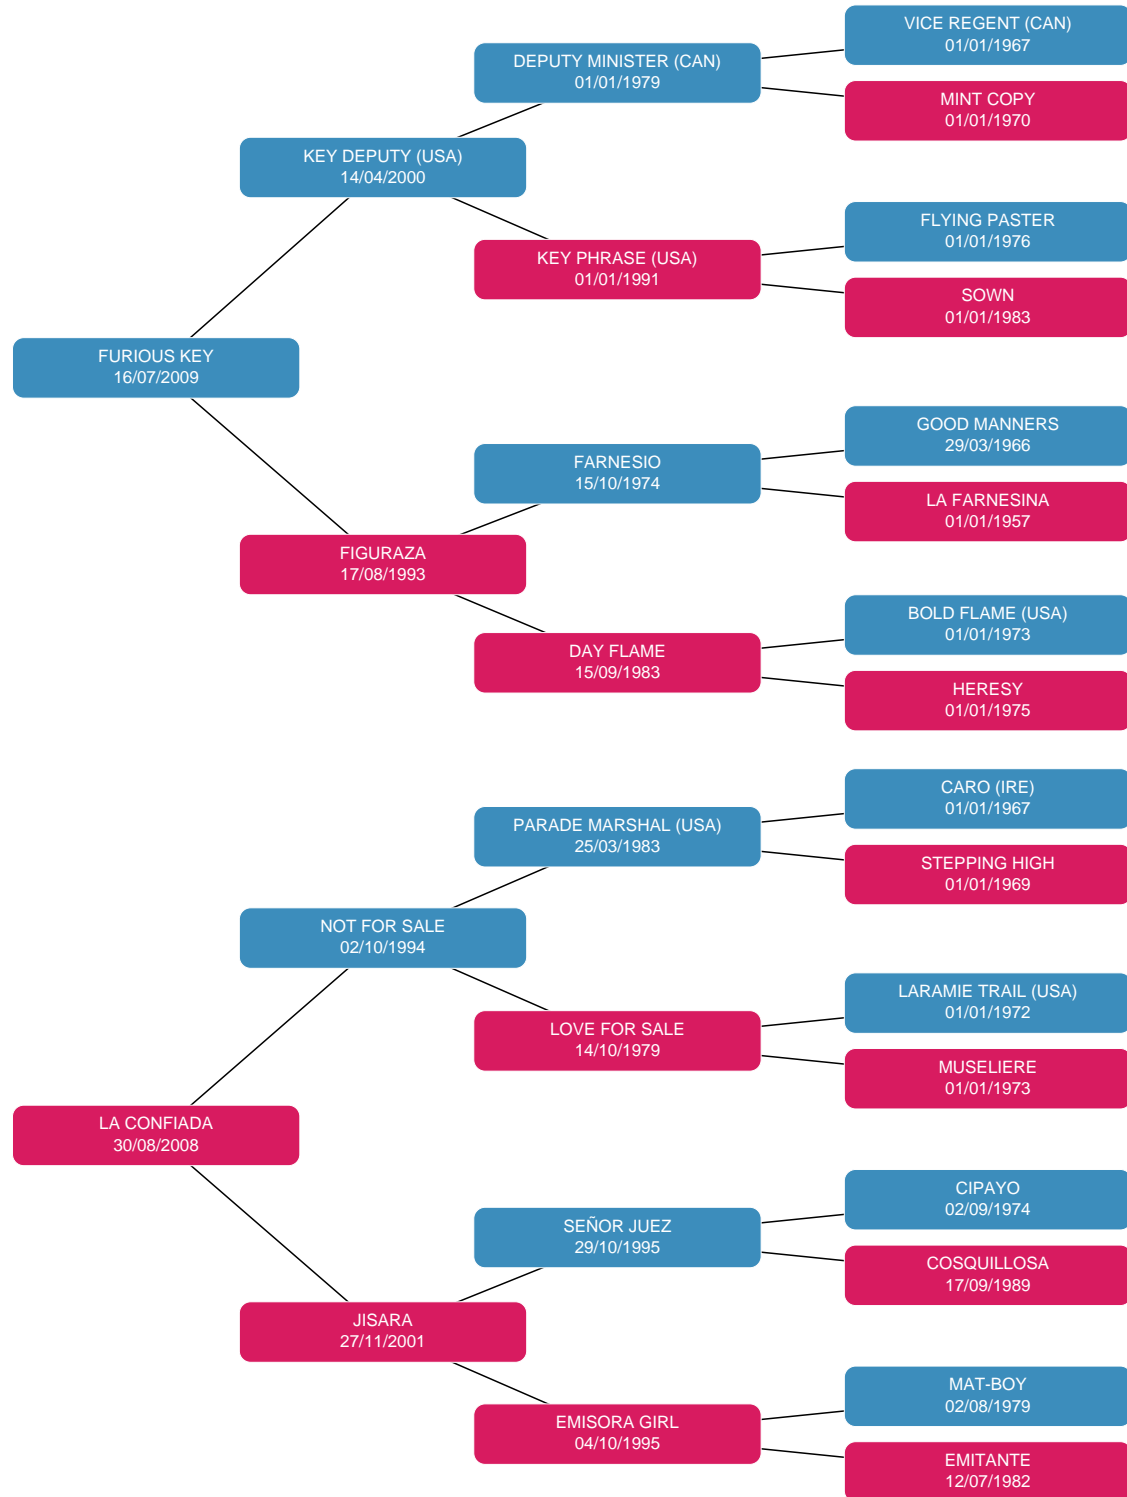 VICE REGENT (CAN)
01/01/1967
DEPUTY MINISTER (CAN)
01/01/1979
MINT COPY
01/01/1970
KEY DEPUTY (USA)
14/04/2000
FLYING PASTER
01/01/1976
KEY PHRASE (USA)
01/01/1991
SOWN
01/01/1983
FURIOUS KEY
16/07/2009
GOOD MANNERS
29/03/1966
FARNESIO
15/10/1974
LA FARNESINA
01/01/1957
FIGURAZA
17/08/1993
BOLD FLAME (USA)
01/01/1973
DAY FLAME
15/09/1983
HERESY
01/01/1975
CARO (IRE)
01/01/1967
PARADE MARSHAL (USA)
25/03/1983
STEPPING HIGH
01/01/1969
NOT FOR SALE
02/10/1994
LARAMIE TRAIL (USA)
01/01/1972
LOVE FOR SALE
14/10/1979
MUSELIERE
01/01/1973
LA CONFIADA
30/08/2008
CIPAYO
02/09/1974
SEÑOR JUEZ
29/10/1995
COSQUILLOSA
17/09/1989
JISARA
27/11/2001
MAT-BOY
02/08/1979
EMISORA GIRL
04/10/1995
EMITANTE
12/07/1982